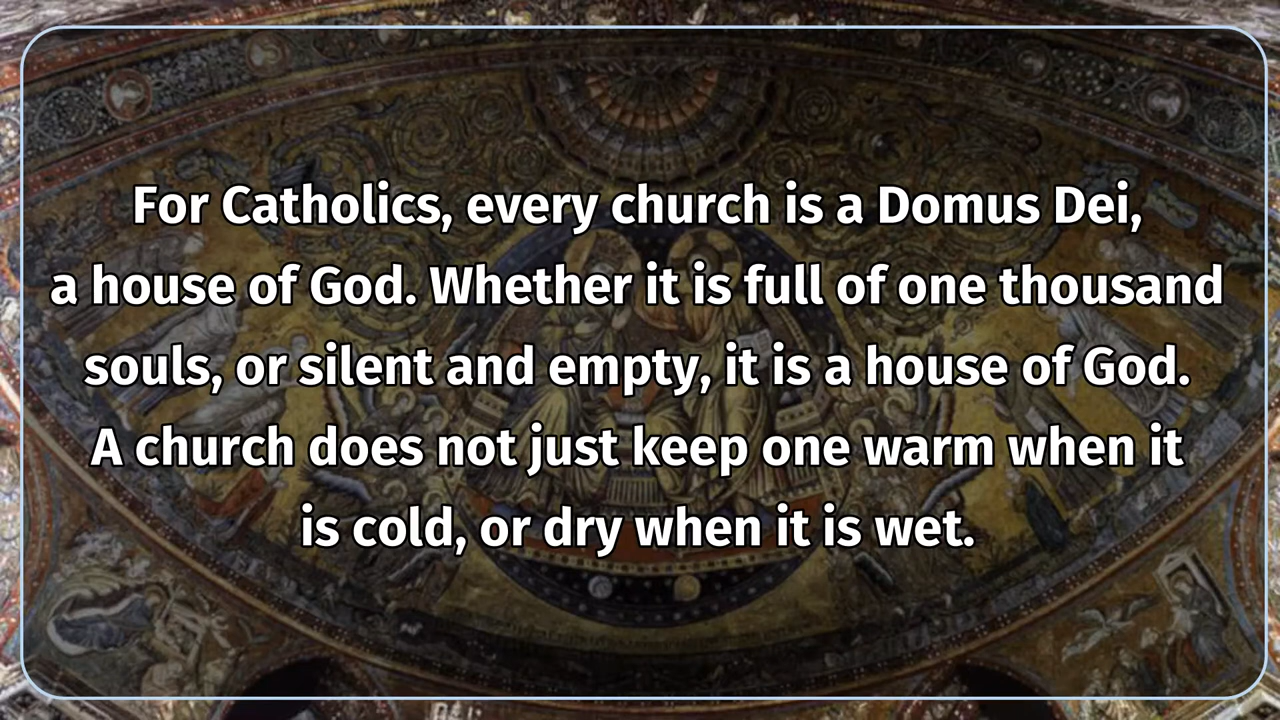 For Catholics, every church is a Domus Dei,
a house of God. Whether it is full of one thousand
souls, or silent and empty, it is a house of God.
A church does not just keep one warm when it
is cold, or dry when it is wet.